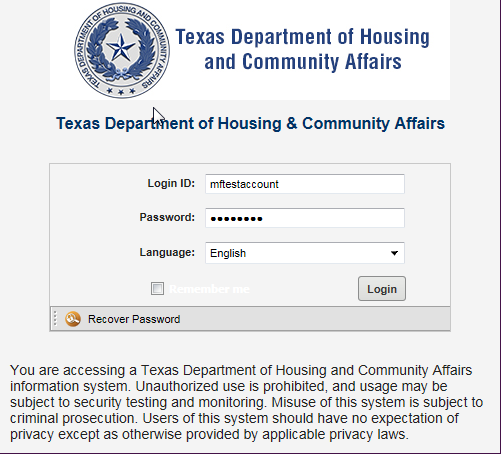 TEXAS DEPARTMENT OF HOUSING AND COMMUNITY AFFAIRS
Texas Department of Housing
and Community Affairs
Texas Department of Housing & Community Affairs
Login ID: mftestaccount
Password: ●●●●●●●●
Language: English
Remember me Login
Recover Password
You are accessing a Texas Department of Housing and Community Affairs
information system. Unauthorized use is prohibited, and usage may be
subject to security testing and monitoring. Misuse of this system is subject to
criminal prosecution. Users of this system should have no expectation of
privacy except as otherwise provided by applicable privacy laws.